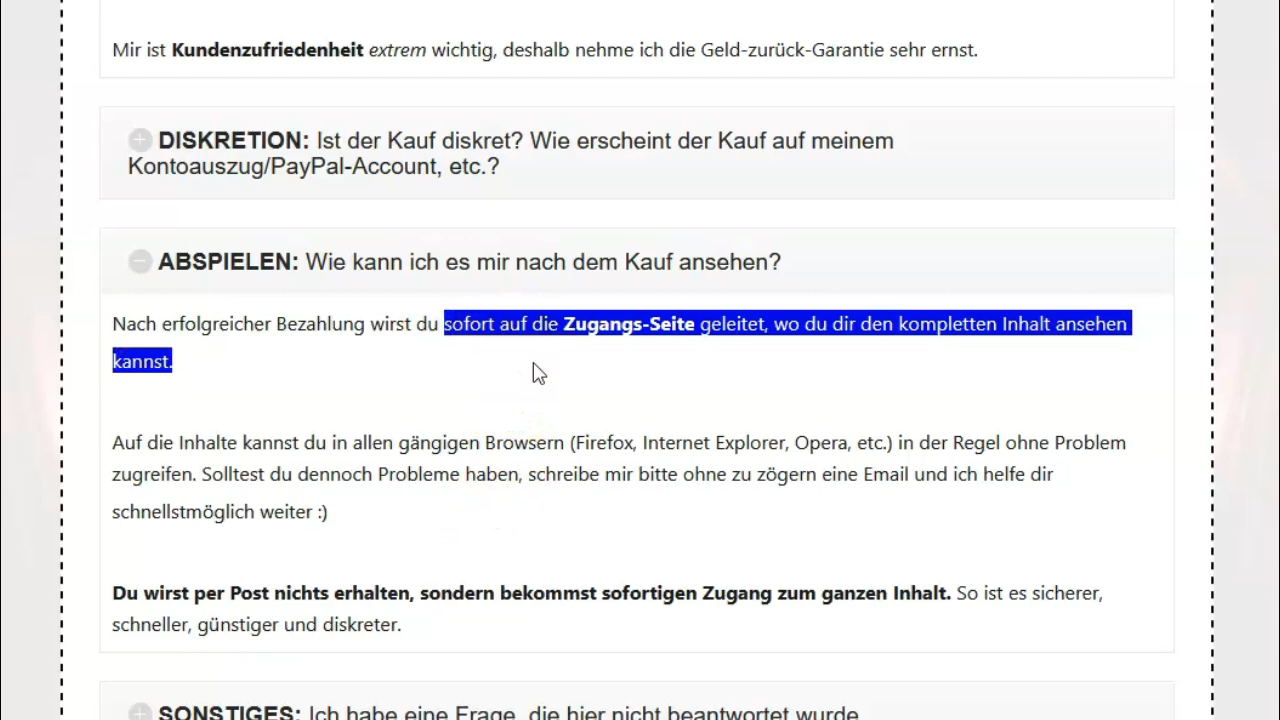 Mir ist Kundenzufriedenheit extrem wichtig, deshalb nehme ich die Geld-zurück-Garantie sehr ernst.
DISKRETION: Ist der Kauf diskret? Wie erscheint der Kauf auf meinem
Kontoauszug/PayPal-Account, etc.?
ABSPIELEN: Wie kann ich es mir nach dem Kauf ansehen?
Nach erfolgreicher Bezahlung wirst du sofort auf die Zugangs-Seite geleitet, wo du dir den kompletten Inhalt ansehen
kannst.
Auf die Inhalte kannst du in allen gängigen Browsern (Firefox, Internet Explorer, Opera, etc.) in der Regel ohne Problem
zugreifen. Solltest du dennoch Probleme haben, schreibe mir bitte ohne zu zögern eine Email und ich helfe dir
schnellstmöglich weiter :)
Du wirst per Post nichts erhalten, sondern bekommst sofortigen Zugang zum ganzen Inhalt. So ist es sicherer,
schneller, günstiger und diskreter.
SONSTIGES: Ich habe eine Frage, die hier nicht beantwortet wurde